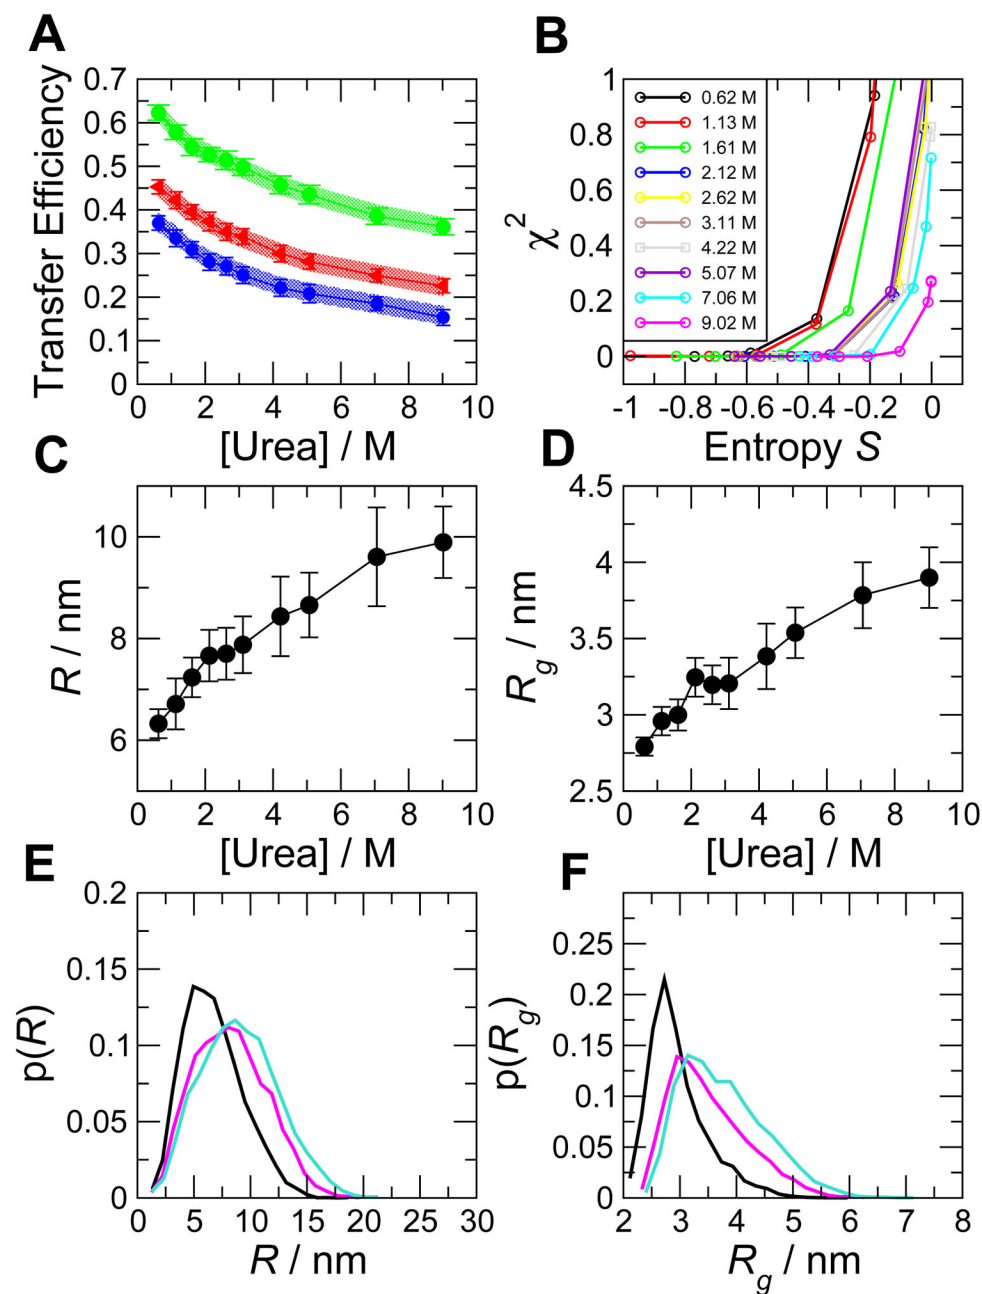 A
Transfer Efficiency
0.7
0.6
0.5
0.4
0.3
0.2
0.1
0
0 2 4 6 8 10
[Urea] / M
B
χ2
1
0.8
0.6
0.4
0.2
0
0.62 M
1.13 M
1.61 M
2.12 M
2.62 M
3.11 M
4.22 M
5.07 M
7.06 M
9.02 M
-1 -0.8 -0.6 -0.4 -0.2 0
Entropy S
C
R / nm
10
8
6
0 2 4 6 8 10
[Urea] / M
D
Rg / nm
4.5
4
3.5
3
2.5
0 2 4 6 8 10
[Urea] / M
E
p(R)
0.2
0.15
0.1
0.05
0
0 5 10 15 20 25 30
R / nm
F
p(Rg)
0.25
0.2
0.15
0.1
0.05
0
2 3 4 5 6 7 8
Rg / nm